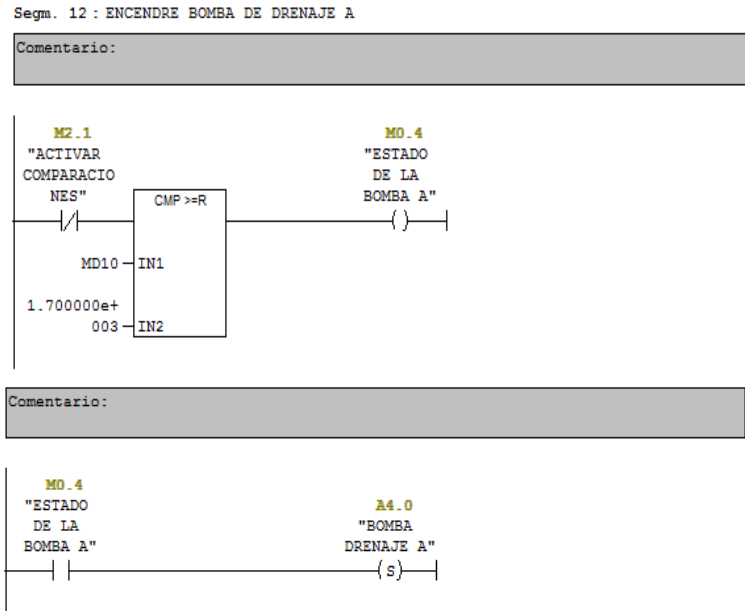 Segm. 12 : ENCENDRE BOMBA DE DRENAJE A
Comentario:
M2.1
"ACTIVAR
COMPARACIO
NES"
CMP >=R
MD10
IN1
1.700000e+
003
IN2
M0.4
"ESTADO
DE LA
BOMBA A"
( )
Comentario:
M0.4
"ESTADO
DE LA
BOMBA A"
A4.0
"BOMBA
DRENAJE A"
(S)